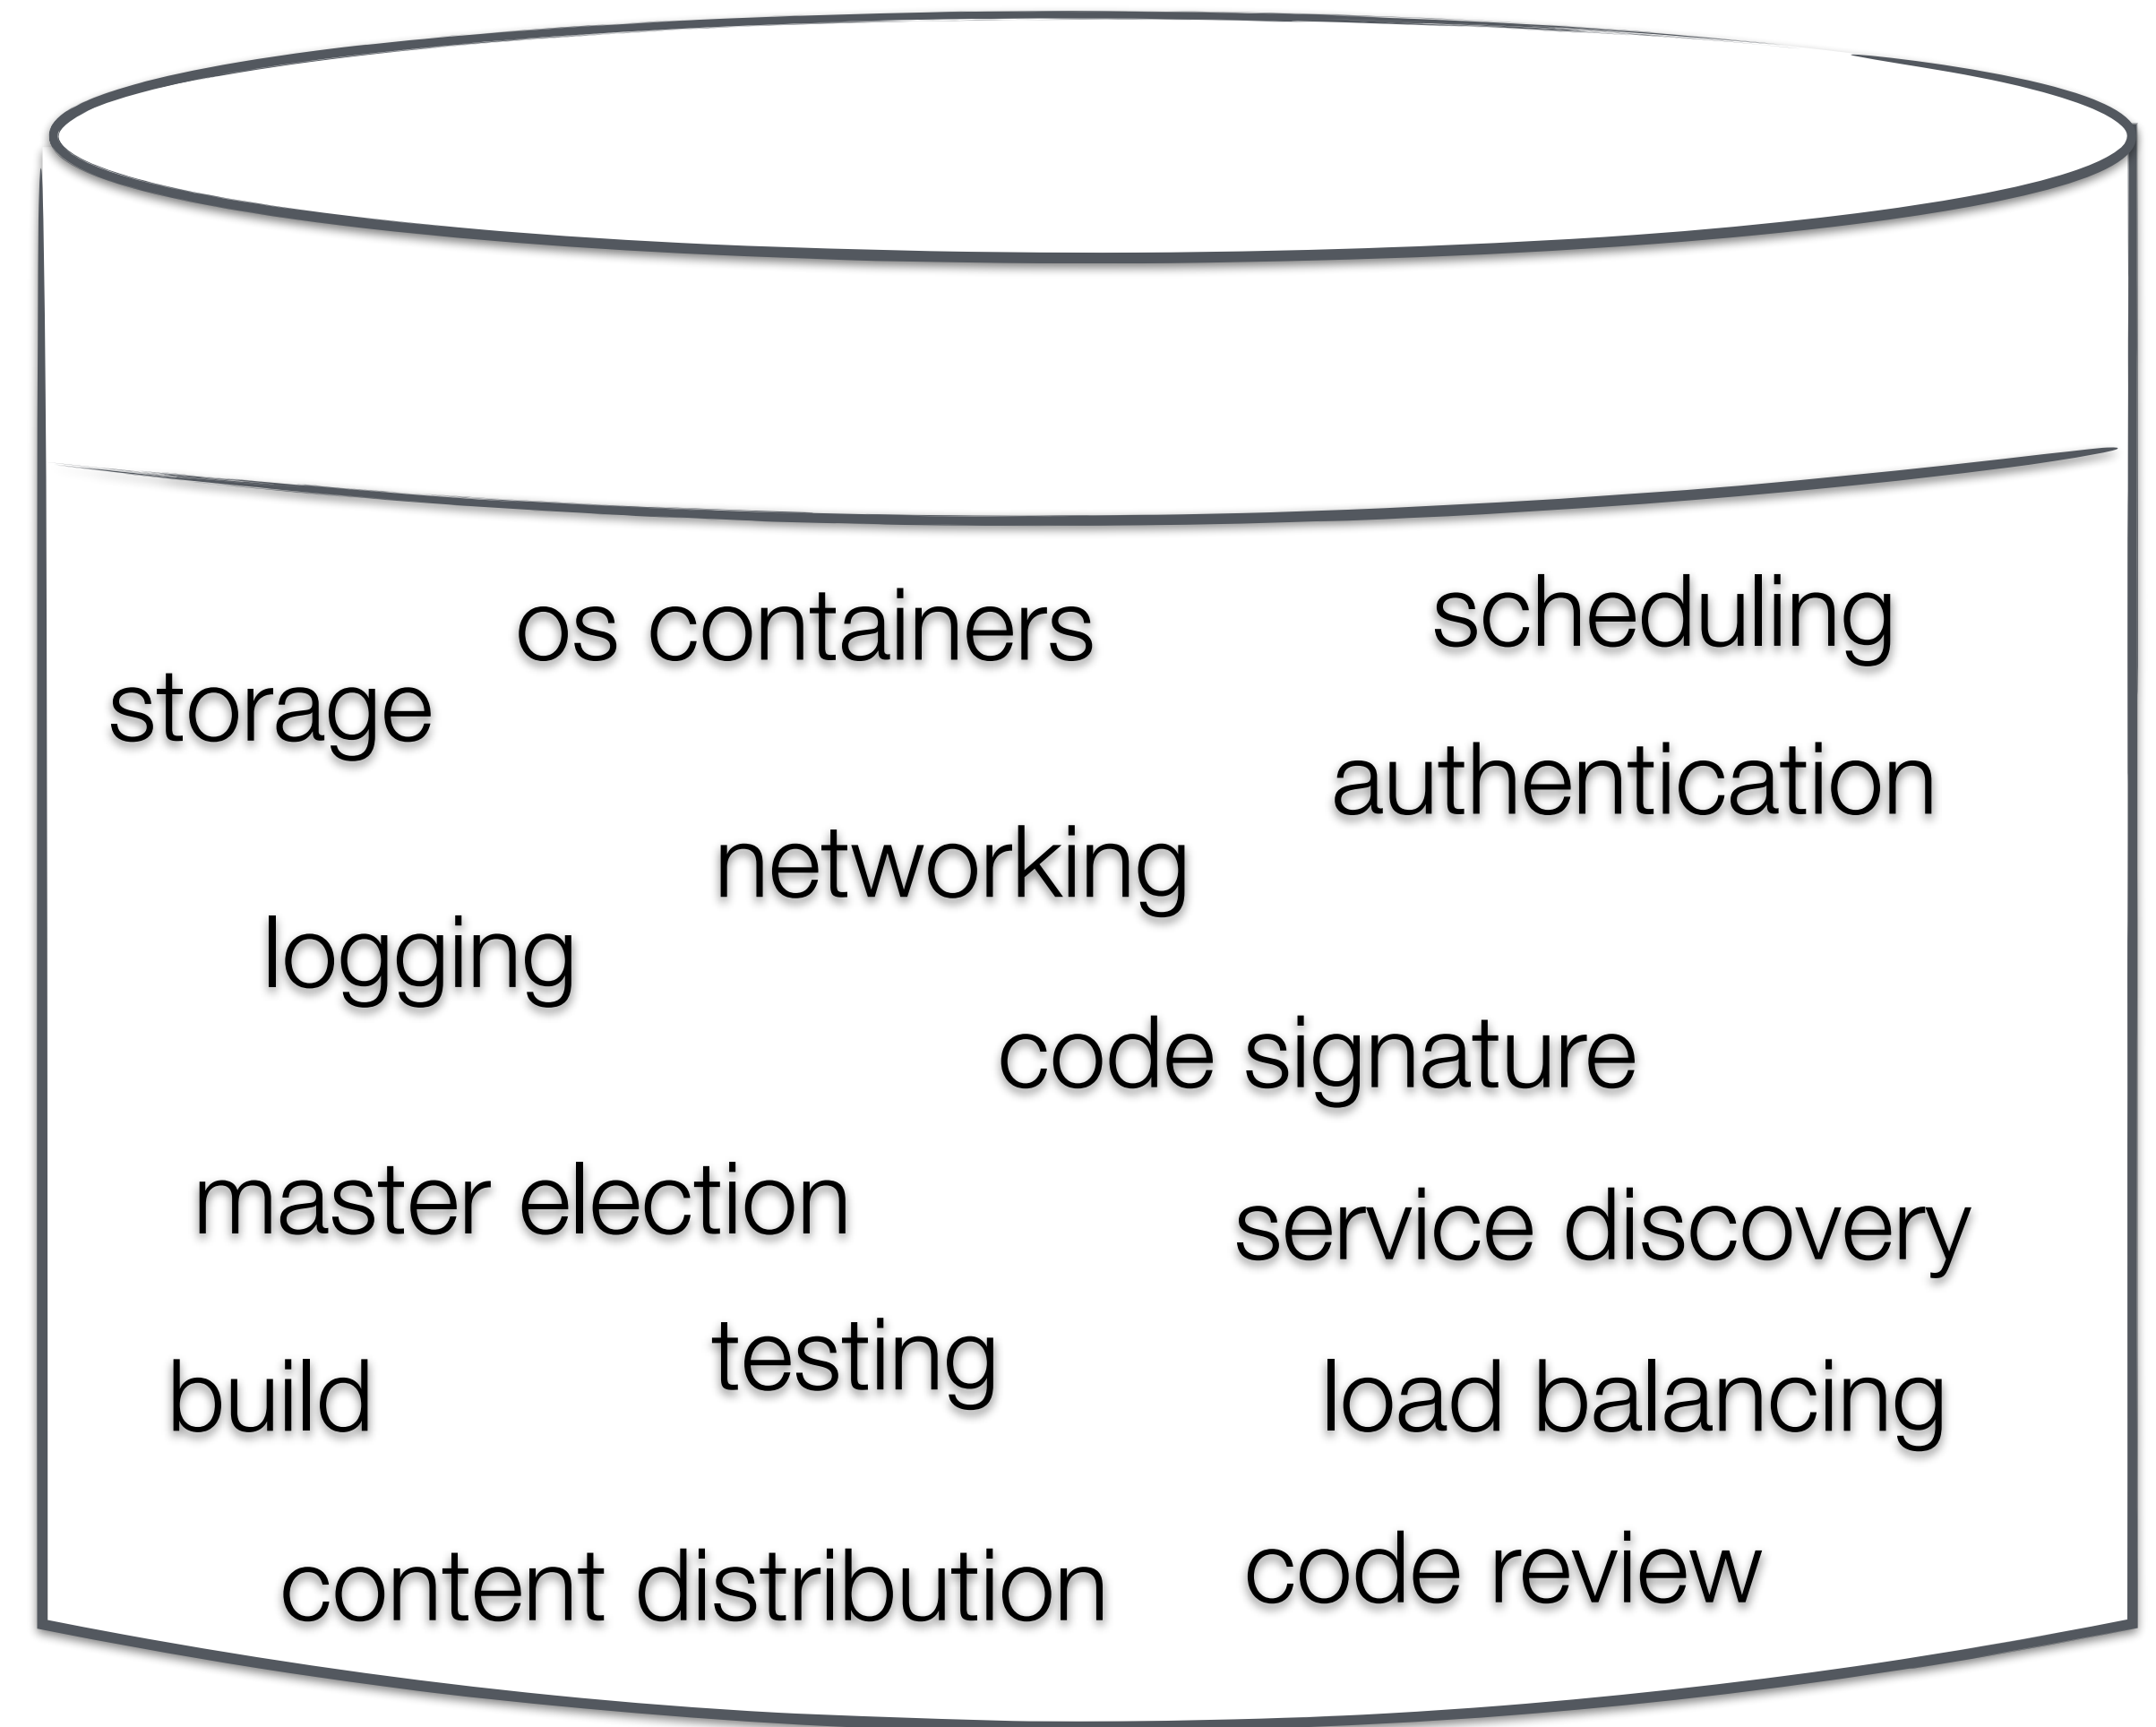 os containers
scheduling
storage
authentication
networking
logging
code signature
master election
service discovery
testing
build
load balancing
content distribution
code review